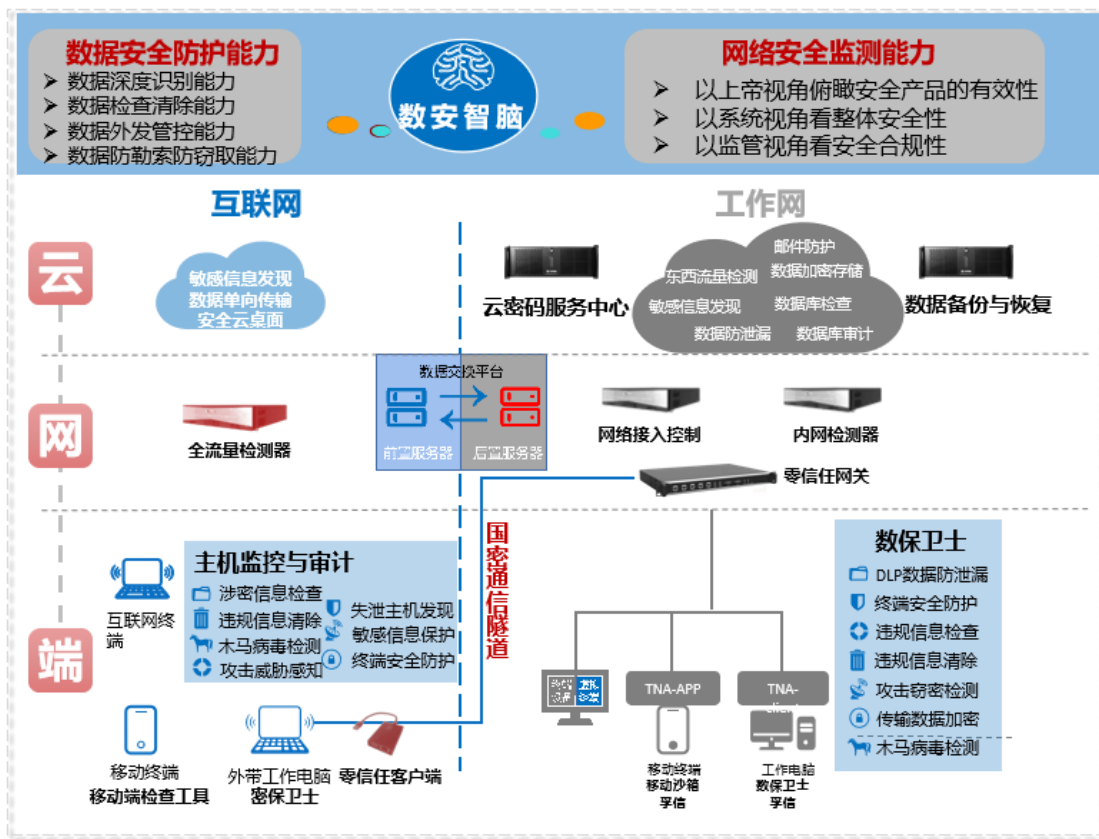 数据安全防护能力
数据深度识别能力
数据检查清除能力
数据外发管控能力
数据防勒索防窃取能力
数安智脑
网络安全监测能力
以上帝视角俯瞰安全产品的有效性
以系统视角看整体安全性
以监管视角看安全合规性
互联网
工作网
云
敏感信息发现
数据单向传输
安全云桌面
云密码服务中心
邮件防护
东西流量检测
数据加密存储
敏感信息发现
数据库检查
数据防泄漏
数据库审计
数据备份与恢复
网
全流量检测器
数据交换平台
前置服务器
后置服务器
网络接入控制
内网检测器
零信任网关
端
互联网终
端
主机监控与审计
涉密信息检查
违规信息清除
木马病毒检测
攻击威胁感知
失泄主机发现
敏感信息保护
终端安全防护
国密通信隧道
数保卫士
DLP数据防泄漏
终端安全防护
违规信息检查
违规信息清除
攻击窃密检测
传输数据加密
木马病毒检测
TNA-APP
TNA-
移动终端
移动端检查工具
外带工作电脑
密保卫士
零信任客户端
移动终端
移动沙箱
孚信
工作电脑
数保卫士
孚信